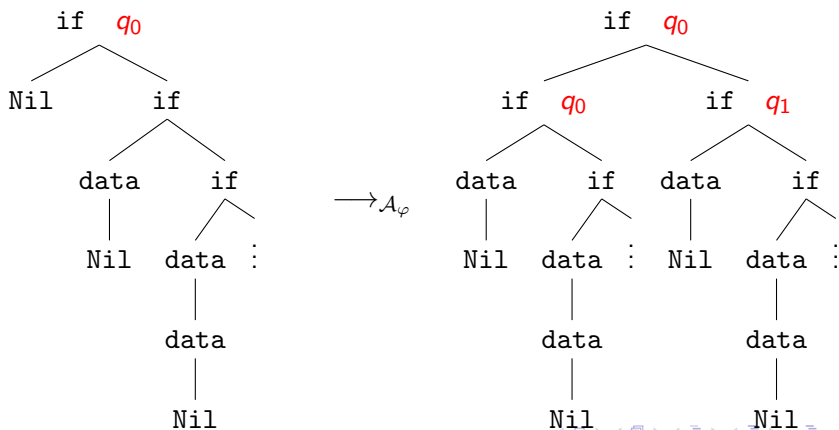 if q₀ if q₀
Nil if if q₀ if q₁
data if data if data if
⟶𝒜φ
Nil data ⋮ Nil data ⋮ Nil data ⋮
data data data
Nil Nil Nil